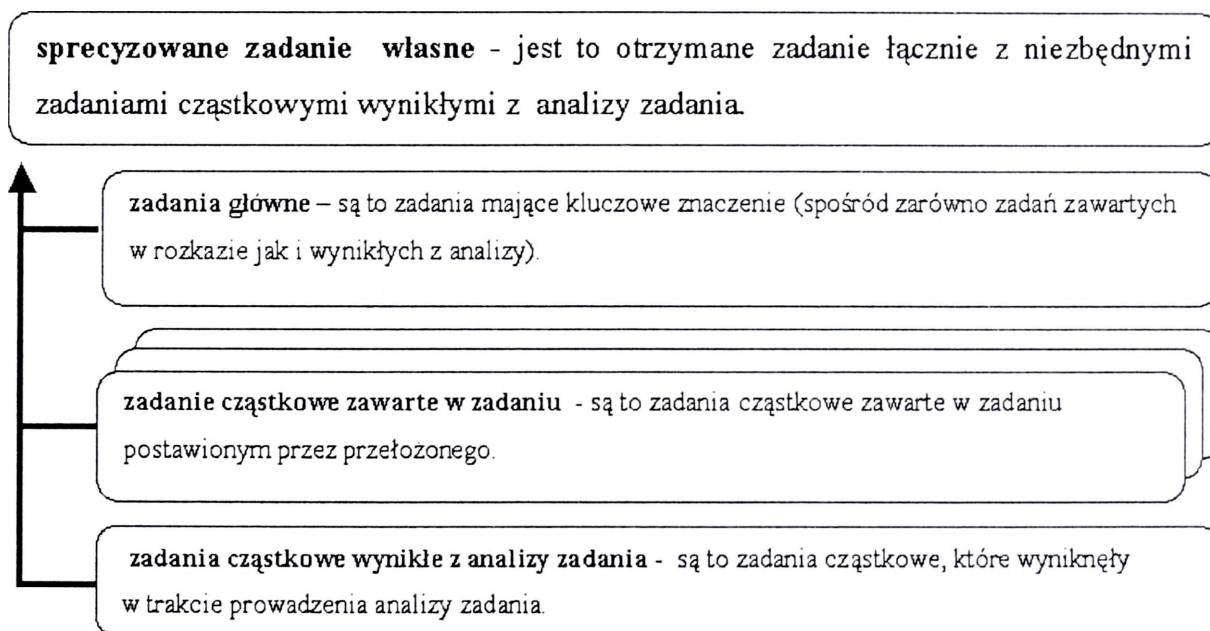 sprecyzowane zadanie własne - jest to otrzymane zadanie łącznie z niezbędnymi
zadaniami cząstkowymi wynikłymi z analizy zadania.
zadania główne – są to zadania mające kluczowe znaczenie (spośród zarówno zadań zawartych
w rozkazie jak i wynikłych z analizy).
zadanie cząstkowe zawarte w zadaniu - są to zadania cząstkowe zawarte w zadaniu
postawionym przez przełożonego.
zadania cząstkowe wynikłe z analizy zadania - są to zadania cząstkowe, które wyniknęły
w trakcie prowadzenia analizy zadania.